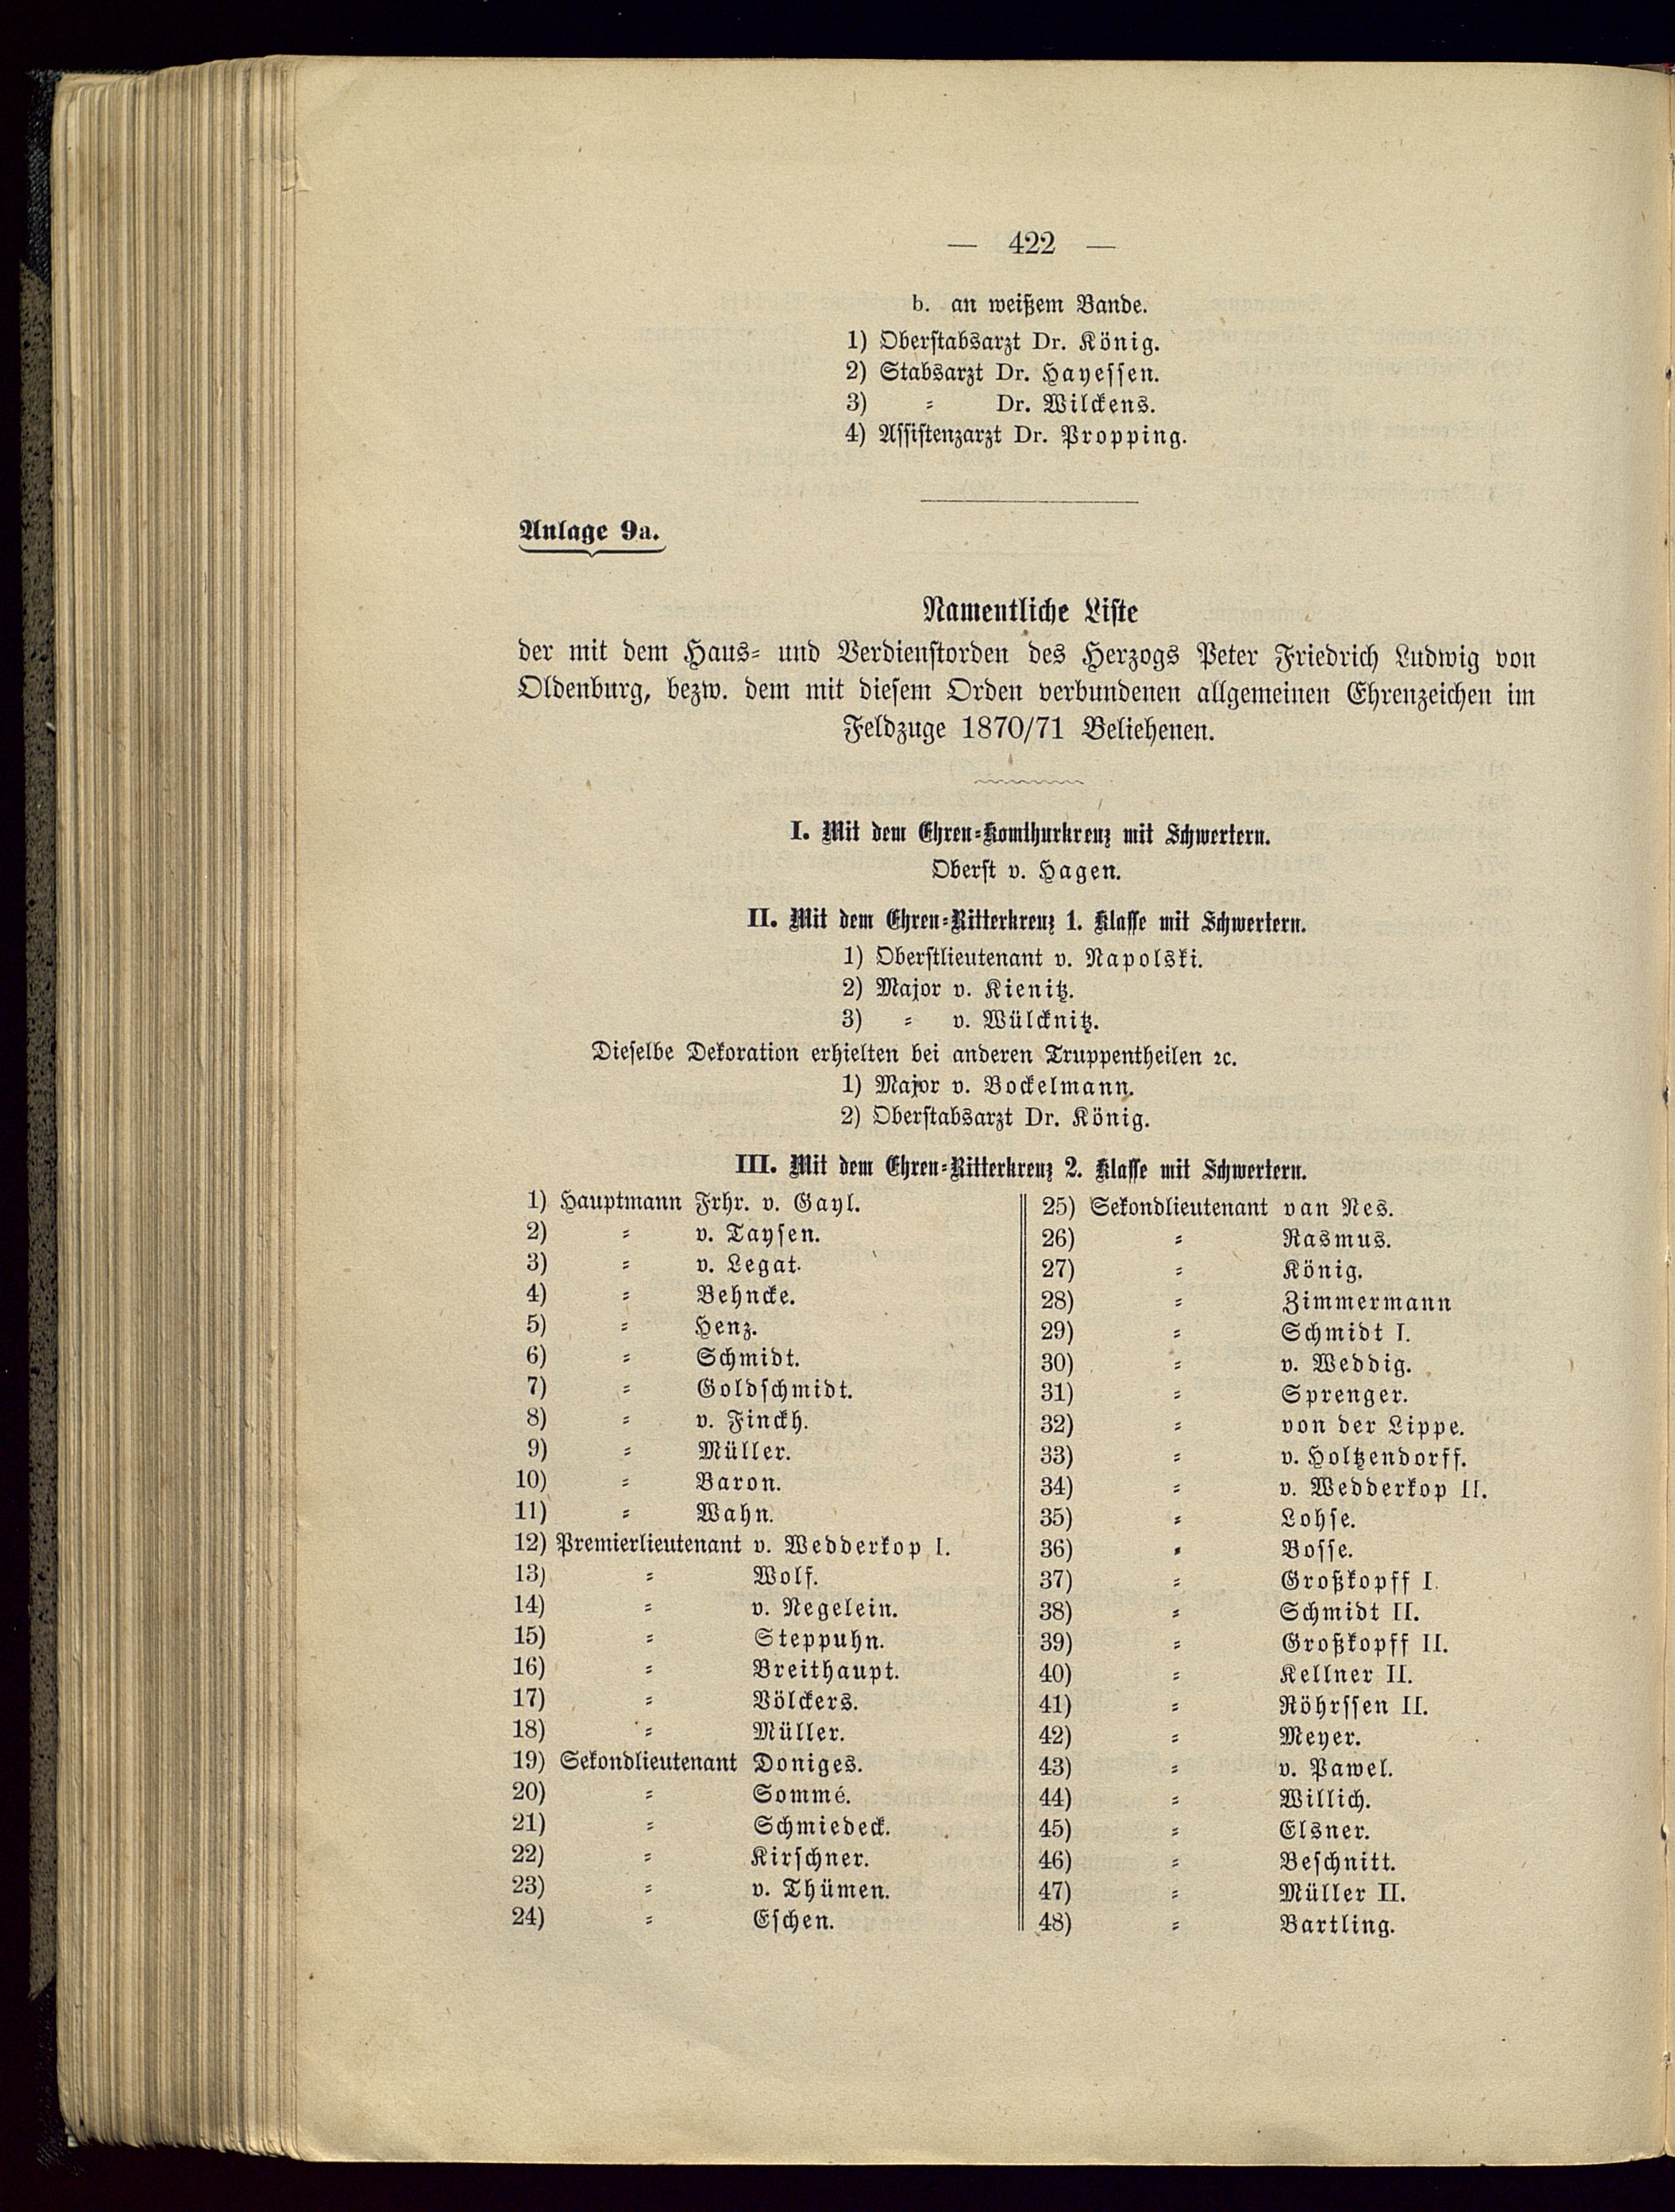 — 422 —
b. an weißem Bande.
1) Oberstabsarzt Dr. König.
2) Stabsarzt Dr. Hayessen.
3) = Dr. Wilckens.
4) Assistenzarzt Dr. Propping.
Anlage 9a.
Namentliche Liste
der mit dem Haus= und Verdienstorden des Herzogs Peter Friedrich Ludwig von
Oldenburg, bezw. dem mit diesem Orden verbundenen allgemeinen Ehrenzeichen im
Feldzuge 1870/71 Beliehenen.
I. Mit dem Ehren=Komthurkreuz mit Schwertern.
Oberst v. Hagen.
II. Mit dem Ehren=Ritterkreuz 1. Klasse mit Schwertern.
1) Oberstlieutenant v. Napolski.
2) Major v. Kienitz.
3) = v. Wülcknitz.
Dieselbe Dekoration erhielten bei anderen Truppentheilen ꝛc.
1) Major v. Bockelmann.
2) Oberstabsarzt Dr. König.
III. Mit dem Ehren=Ritterkreuz 2. Klasse mit Schwertern.
1) Hauptmann Frhr. v. Gayl.
2) = v. Taysen.
3) = v. Legat.
4) = Behncke.
5) = Henz.
6) = Schmidt.
7) = Goldschmidt.
8) = v. Finckh.
9) = Müller.
10) = Baron.
11) = Wahn.
12) Premierlieutenant v. Wedderkop I.
13) = Wolf.
14) = v. Negelein.
15) = Steppuhn.
16) = Breithaupt.
17) = Völckers.
18) = Müller.
19) Sekondlieutenant Doniges.
20) = Sommé.
21) = Schmiedeck.
22) = Kirschner.
23) = v. Thümen.
24) = Eschen.
25) Sekondlieutenant van Nes.
26) = Rasmus.
27) = König.
28) = Zimmermann
29) = Schmidt I.
30) = v. Weddig.
31) = Sprenger.
32) = von der Lippe.
33) = v. Holtzendorff.
34) = v. Wedderkop II.
35) = Lohse.
36) = Bosse.
37) = Großkopff I.
38) = Schmidt II.
39) = Großkopff II.
40) = Kellner II.
41) = Röhrssen II.
42) = Meyer.
43) = v. Pawel.
44) = Willich.
45) = Elsner.
46) = Beschnitt.
47) = Müller II.
48) = Bartling.